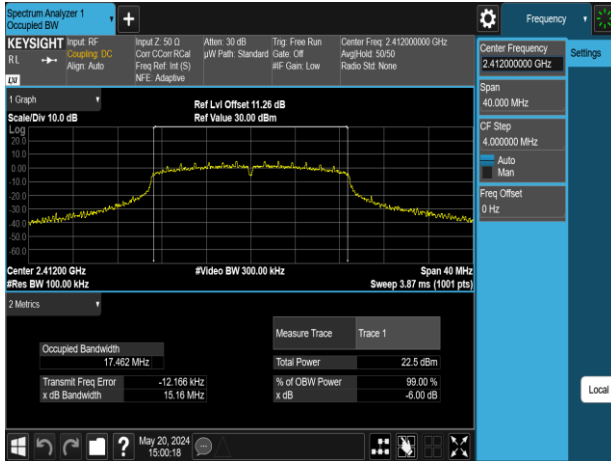 Spectrum Analyzer 1
Occupied BW
Frequency
KEYSIGHT
RL
LXI
Input: RF
Coupling: DC
Align: Auto
Input Z: 50 Ω
Corr CCorr RCal
Freq Ref: Int (S)
NFE: Adaptive
Atten: 30 dB
µW Path: Standard
Trig: Free Run
Gate: Off
#IF Gain: Low
Center Freq: 2.412000000 GHz
Avg|Hold: 50/50
Radio Std: None
Center Frequency
2.412000000 GHz
Settings
Span
40.000 MHz
CF Step
4.000000 MHz
Auto
Man
Freq Offset
0 Hz
1 Graph
Scale/Div 10.0 dB
Ref Lvl Offset 11.26 dB
Ref Value 30.00 dBm
Log
20.0
10.0
0.00
-10.0
-20.0
-30.0
-40.0
-50.0
-60.0
Center 2.41200 GHz
#Video BW 300.00 kHz
Span 40 MHz
#Res BW 100.00 kHz
Sweep 3.87 ms (1001 pts)
2 Metrics
Measure Trace Trace 1
Occupied Bandwidth
17.462 MHz
Total Power 22.5 dBm
Transmit Freq Error -12.166 kHz
% of OBW Power 99.00 %
x dB Bandwidth 15.16 MHz
x dB -6.00 dB
Local
May 20, 2024
15:00:18